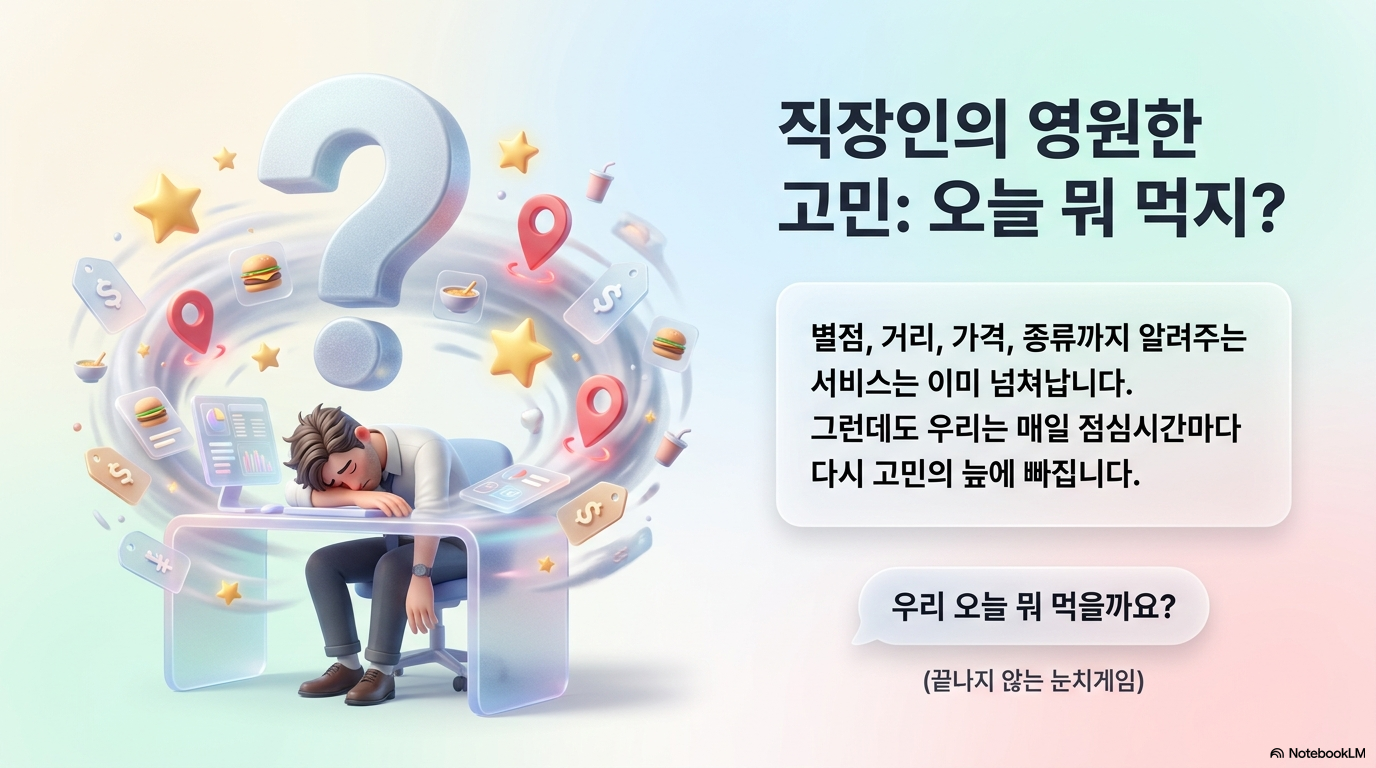 직장인의 영원한
고민: 오늘 뭐 먹지?
별점, 거리, 가격, 종류까지 알려주는
서비스는 이미 넘쳐납니다.
그런데도 우리는 매일 점심시간마다
다시 고민의 늪에 빠집니다.
우리 오늘 뭐 먹을까요?
(끝나지 않는 눈치게임)
NotebookLM